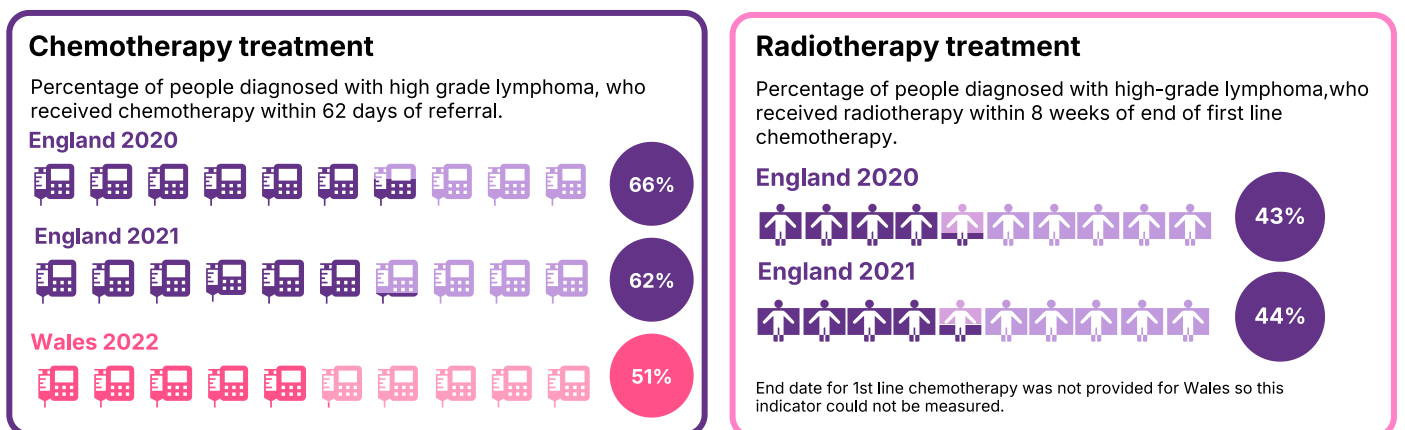 Chemotherapy treatment
Percentage of people diagnosed with high grade lymphoma, who
received chemotherapy within 62 days of referral.
England 2020
66%
England 2021
62%
Wales 2022
51%
Radiotherapy treatment
Percentage of people diagnosed with high-grade lymphoma,who
received radiotherapy within 8 weeks of end of first line
chemotherapy.
England 2020
43%
England 2021
44%
End date for 1st line chemotherapy was not provided for Wales so this
indicator could not be measured.